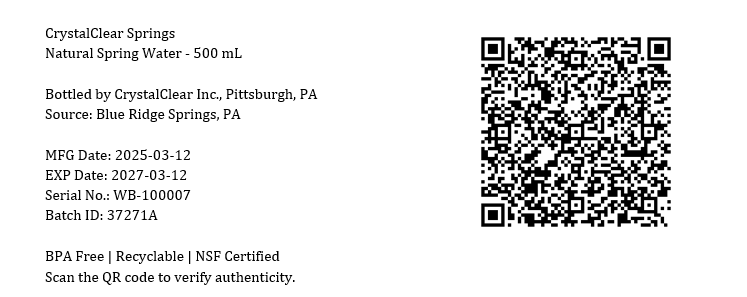 CrystalClear Springs
Natural Spring Water - 500 mL
Bottled by CrystalClear Inc., Pittsburgh, PA
Source: Blue Ridge Springs, PA
MFG Date: 2025-03-12
EXP Date: 2027-03-12
Serial No.: WB-100007
Batch ID: 37271A
BPA Free | Recyclable | NSF Certified
Scan the QR code to verify authenticity.